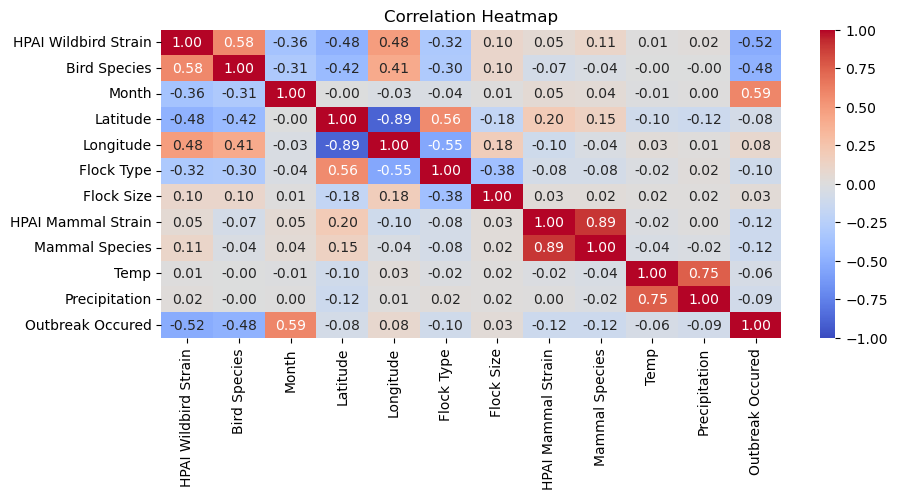 Correlation Heatmap
HPAI Wildbird Strain 1.00 0.58 -0.36 -0.48 0.48 -0.32 0.10 0.05 0.11 0.01 0.02 -0.52
Bird Species 0.58 1.00 -0.31 -0.42 0.41 -0.30 0.10 -0.07 -0.04 -0.00 -0.00 -0.48
Month -0.36 -0.31 1.00 -0.00 -0.03 -0.04 0.01 0.05 0.04 -0.01 0.00 0.59
Latitude -0.48 -0.42 -0.00 1.00 -0.89 0.56 -0.18 0.20 0.15 -0.10 -0.12 -0.08
Longitude 0.48 0.41 -0.03 -0.89 1.00 -0.55 0.18 -0.10 -0.04 0.03 0.01 0.08
Flock Type -0.32 -0.30 -0.04 0.56 -0.55 1.00 -0.38 -0.08 -0.08 -0.02 0.02 -0.10
Flock Size 0.10 0.10 0.01 -0.18 0.18 -0.38 1.00 0.03 0.02 0.02 0.02 0.03
HPAI Mammal Strain 0.05 -0.07 0.05 0.20 -0.10 -0.08 0.03 1.00 0.89 -0.02 0.00 -0.12
Mammal Species 0.11 -0.04 0.04 0.15 -0.04 -0.08 0.02 0.89 1.00 -0.04 -0.02 -0.12
Temp 0.01 -0.00 -0.01 -0.10 0.03 -0.02 0.02 -0.02 -0.04 1.00 0.75 -0.06
Precipitation 0.02 -0.00 0.00 -0.12 0.01 0.02 0.02 0.00 -0.02 0.75 1.00 -0.09
Outbreak Occured -0.52 -0.48 0.59 -0.08 0.08 -0.10 0.03 -0.12 -0.12 -0.06 -0.09 1.00
HPAI Wildbird Strain
Bird Species
Month
Latitude
Longitude
Flock Type
Flock Size
HPAI Mammal Strain
Mammal Species
Temp
Precipitation
Outbreak Occured
1.00
0.75
0.50
0.25
0.00
−0.25
−0.50
−0.75
−1.00